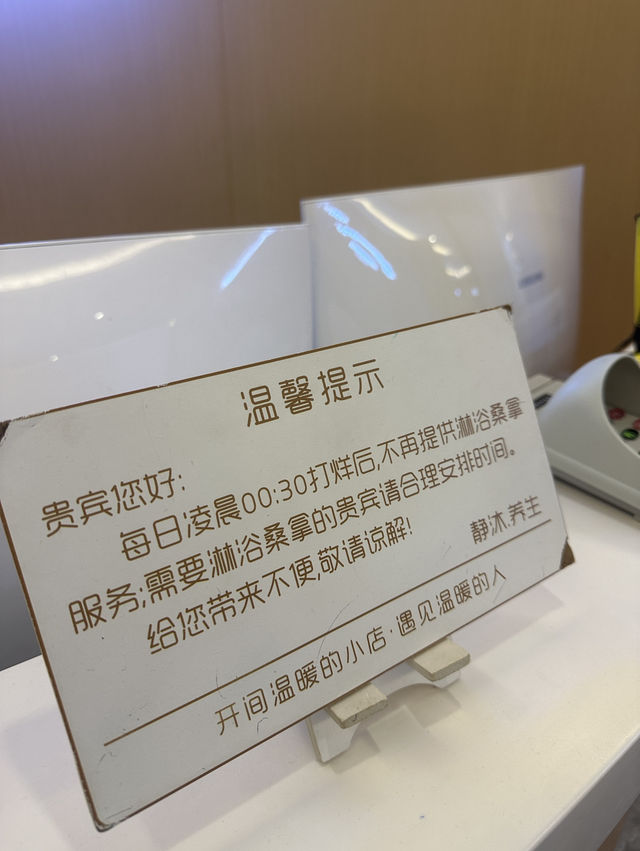 温馨提示
贵宾您好:
每日凌晨00:30打烊后,不再提供淋浴桑拿
服务;需要淋浴桑拿的贵宾请合理安排时间。
给您带来不便,敬请谅解!
静沐.养生
开间温暖的小店·遇见温暖的人